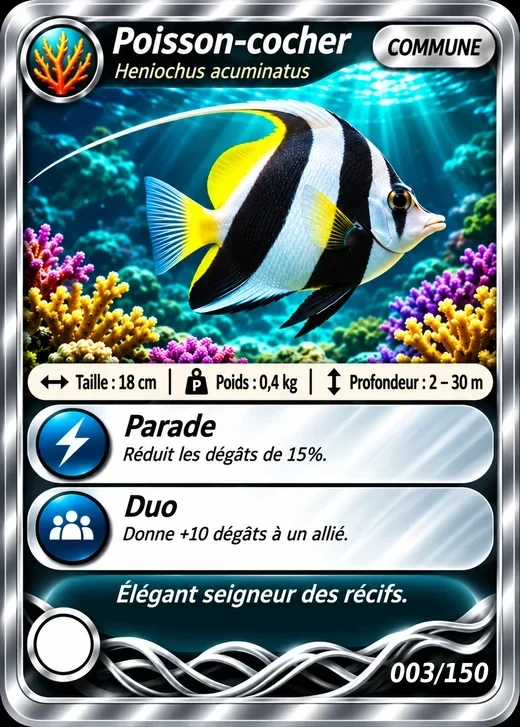 Poisson-cocher
COMMUNE
Heniochus acuminatus
Taille : 18 cm | P Poids : 0,4 kg | Profondeur : 2 – 30 m
Parade
Réduit les dégâts de 15%.
Duo
Donne +10 dégâts à un allié.
Élégant seigneur des récifs.
003/150